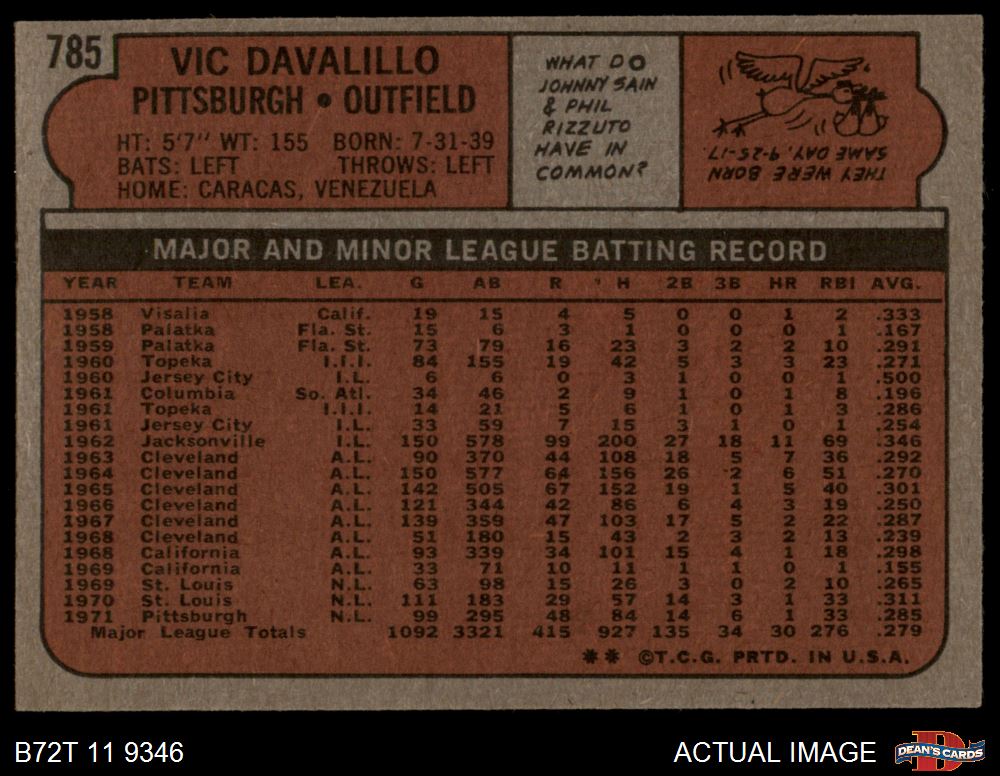 785
VIC DAVALILLO
PITTSBURGH • OUTFIELD
HT: 5'7" WT: 155 BORN: 7-31-39
BATS: LEFT THROWS: LEFT
HOME: CARACAS, VENEZUELA
WHAT DO
JOHNNY SAIN
& PHIL
RIZZUTO
HAVE IN
COMMON?
THEY WERE BORN
SAME DAY, 9-25-17.
MAJOR AND MINOR LEAGUE BATTING RECORD
YEAR TEAM LEA. G AB R H 2B 3B HR RBI AVG.
1958 Visalia Calif. 19 15 4 5 0 0 1 2 .333
1958 Palatka Fla. St. 15 6 3 1 0 0 0 1 .167
1959 Palatka Fla. St. 73 79 16 23 3 2 2 10 .291
1960 Topeka I.I.I. 84 155 19 42 5 3 3 23 .271
1960 Jersey City I.L. 6 6 0 3 1 0 0 1 .500
1961 Columbia So. Atl. 34 46 2 9 1 0 1 8 .196
1961 Topeka I.I.I. 14 21 5 6 1 0 1 3 .286
1961 Jersey City I.L. 33 59 7 15 3 1 0 1 .254
1962 Jacksonville I.L. 150 578 99 200 27 18 11 69 .346
1963 Cleveland A.L. 90 370 44 108 18 5 7 36 .292
1964 Cleveland A.L. 150 577 64 156 26 2 6 51 .270
1965 Cleveland A.L. 142 505 67 152 19 1 5 40 .301
1966 Cleveland A.L. 121 344 42 86 6 4 3 19 .250
1967 Cleveland A.L. 139 359 47 103 17 5 2 22 .287
1968 Cleveland A.L. 51 180 15 43 2 3 2 13 .239
1968 California A.L. 93 339 34 101 15 4 1 18 .298
1969 California A.L. 33 71 10 11 1 1 0 1 .155
1969 St. Louis N.L. 63 98 15 26 3 0 2 10 .265
1970 St. Louis N.L. 111 183 29 57 14 3 1 33 .311
1971 Pittsburgh N.L. 99 295 48 84 14 6 1 33 .285
Major League Totals 1092 3321 415 927 135 34 30 276 .279
** ©T.C.G. PRTD. IN U.S.A.
B72T 11 9346
ACTUAL IMAGE
DEAN'S CARDS